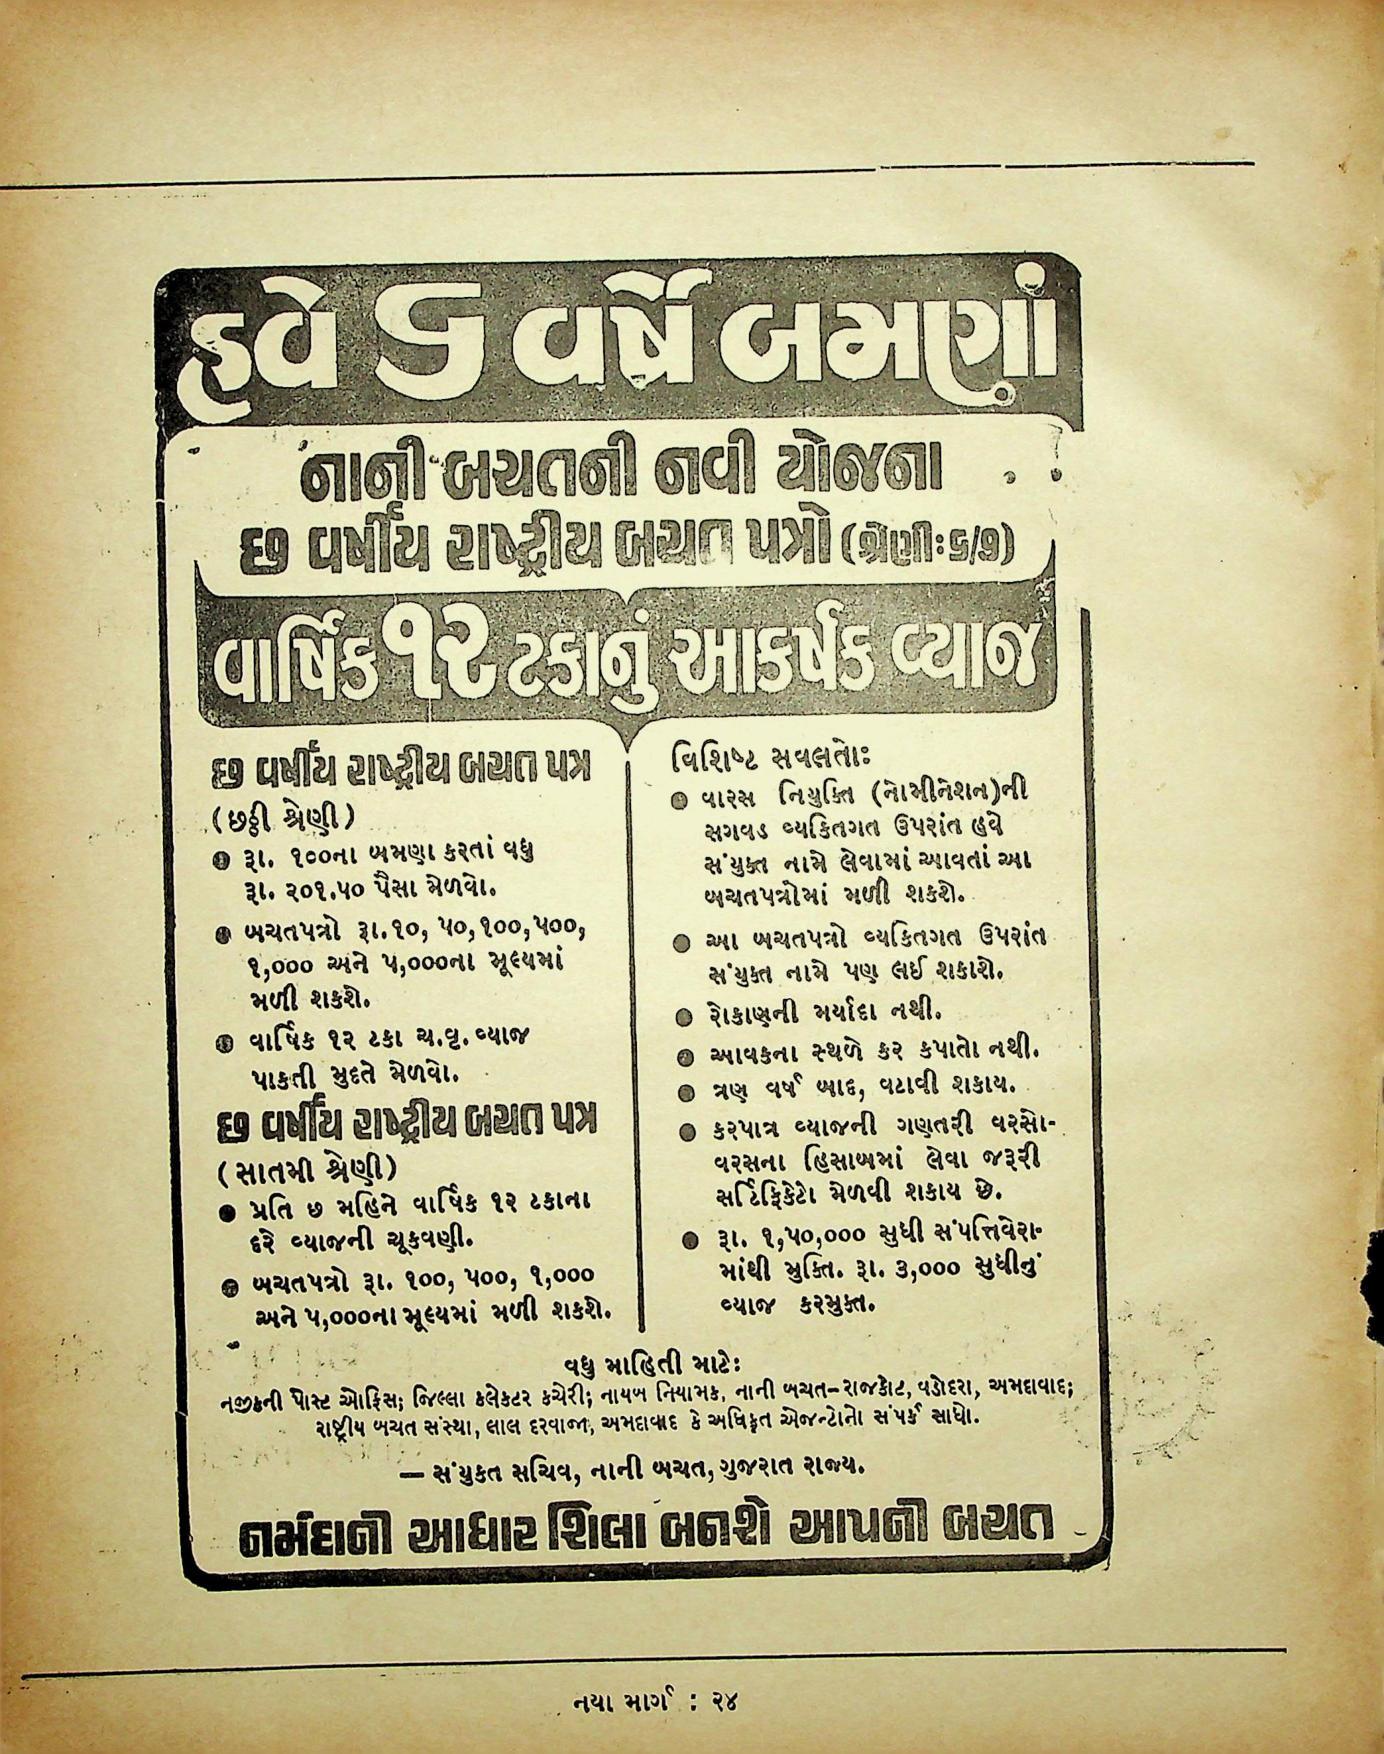 હવે ૬ વર્ષે બમણાં
નાની બચતની નવી યોજના
છ વર્ષીય રાષ્ટ્રીય બચત પત્રો (શ્રેણી: ૬/૭)
વાર્ષિક ૧૨ ટકાનું આકર્ષક વ્યાજ
છ વર્ષીય રાષ્ટ્રીય બચત પત્ર
(છઠ્ઠી શ્રેણી)
● રૂા. ૧૦૦ના બમણા કરતાં વધુ
રૂા. ૨૦૧.૫૦ પૈસા મેળવો.
● બચતપત્રો રૂા.૧૦, ૫૦,૧૦૦,૫૦૦,
૧,૦૦૦ અને ૫,૦૦૦ના મૂલ્યમાં
મળી શકશે.
● વાર્ષિક ૧૨ ટકા ચ.વૃ. વ્યાજ
પાકતી મુદતે મેળવો.
છ વર્ષીય રાષ્ટ્રીય બચત પત્ર
(સાતમી શ્રેણી)
● પ્રતિ છ મહિને વાર્ષિક ૧૨ ટકાના
દરે વ્યાજની ચૂકવણી.
● બચતપત્રો રૂા. ૧૦૦, ૫૦૦, ૧,૦૦૦
અને ૫,૦૦૦ના મૂલ્યમાં મળી શકશે.
વિશિષ્ટ સવલતો:
● વારસ નિયુક્તિ (નોમીનેશન)ની
સગવડ વ્યકિતગત ઉપરાંત હવે
સંયુક્ત નામે લેવામાં આવતાં આ
બચતપત્રોમાં મળી શકશે.
● આ બચતપત્રો વ્યકિતગત ઉપરાંત
સંયુક્ત નામે પણ લઈ શકાશે.
● રોકાણની મર્યાદા નથી.
● આવકના સ્થળે કર કપાતો નથી.
● ત્રણ વર્ષ બાદ, વટાવી શકાય.
● કરપાત્ર વ્યાજની ગણતરી વરસો-
વરસના હિસાબમાં લેવા જરૂરી
સર્ટિફિકેટો મેળવી શકાય છે.
● રૂા. ૧,૫૦,૦૦૦ સુધી સંપત્તિવેરા-
માંથી મુક્તિ. રૂા. ૩,૦૦૦ સુધીનું
વ્યાજ કરમુક્ત.
વધુ માહિતી માટે:
નજીકની પોસ્ટ ઓફિસ; જિલ્લા કલેકટર કચેરી; નાયબ નિયામક, નાની બચત-રાજકોટ, વડોદરા, અમદાવાદ;
રાષ્ટ્રીય બચત સંસ્થા, લાલ દરવાજા, અમદાવાદ કે અધિકૃત એજન્ટોનો સંપર્ક સાધો.
— સંયુકત સચિવ, નાની બચત, ગુજરાત રાજ્ય.
નર્મદાની આધાર શિલા બનશે આપની બચત
નયા માર્ગ : ૨૪